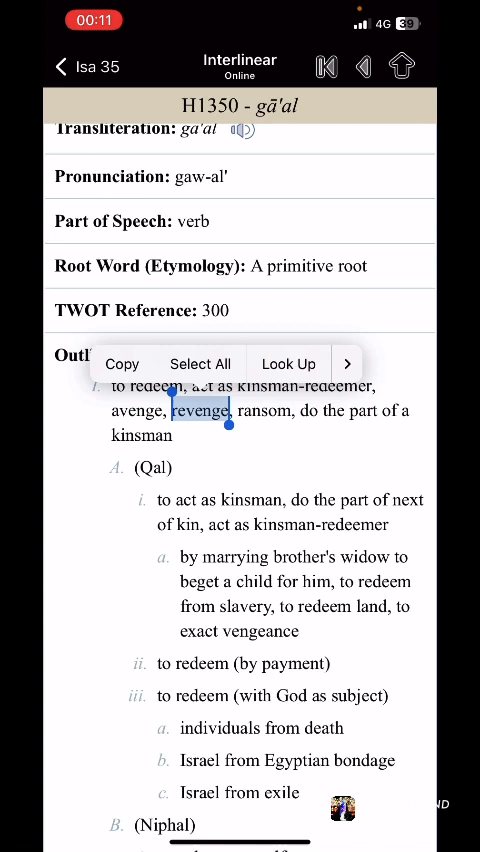 00:11
4G 39
Isa 35
Interlinear
Online
H1350 - gā'al
Transliteration: gā'al
Pronunciation: gaw-al'
Part of Speech: verb
Root Word (Etymology): A primitive root
TWOT Reference: 300
Outl
Copy Select All Look Up
I. to redeem, act as kinsman-redeemer,
avenge, revenge, ransom, do the part of a
kinsman
A. (Qal)
i. to act as kinsman, do the part of next
of kin, act as kinsman-redeemer
a. by marrying brother's widow to
beget a child for him, to redeem
from slavery, to redeem land, to
exact vengeance
ii. to redeem (by payment)
iii. to redeem (with God as subject)
a. individuals from death
b. Israel from Egyptian bondage
c. Israel from exile
B. (Niphal)